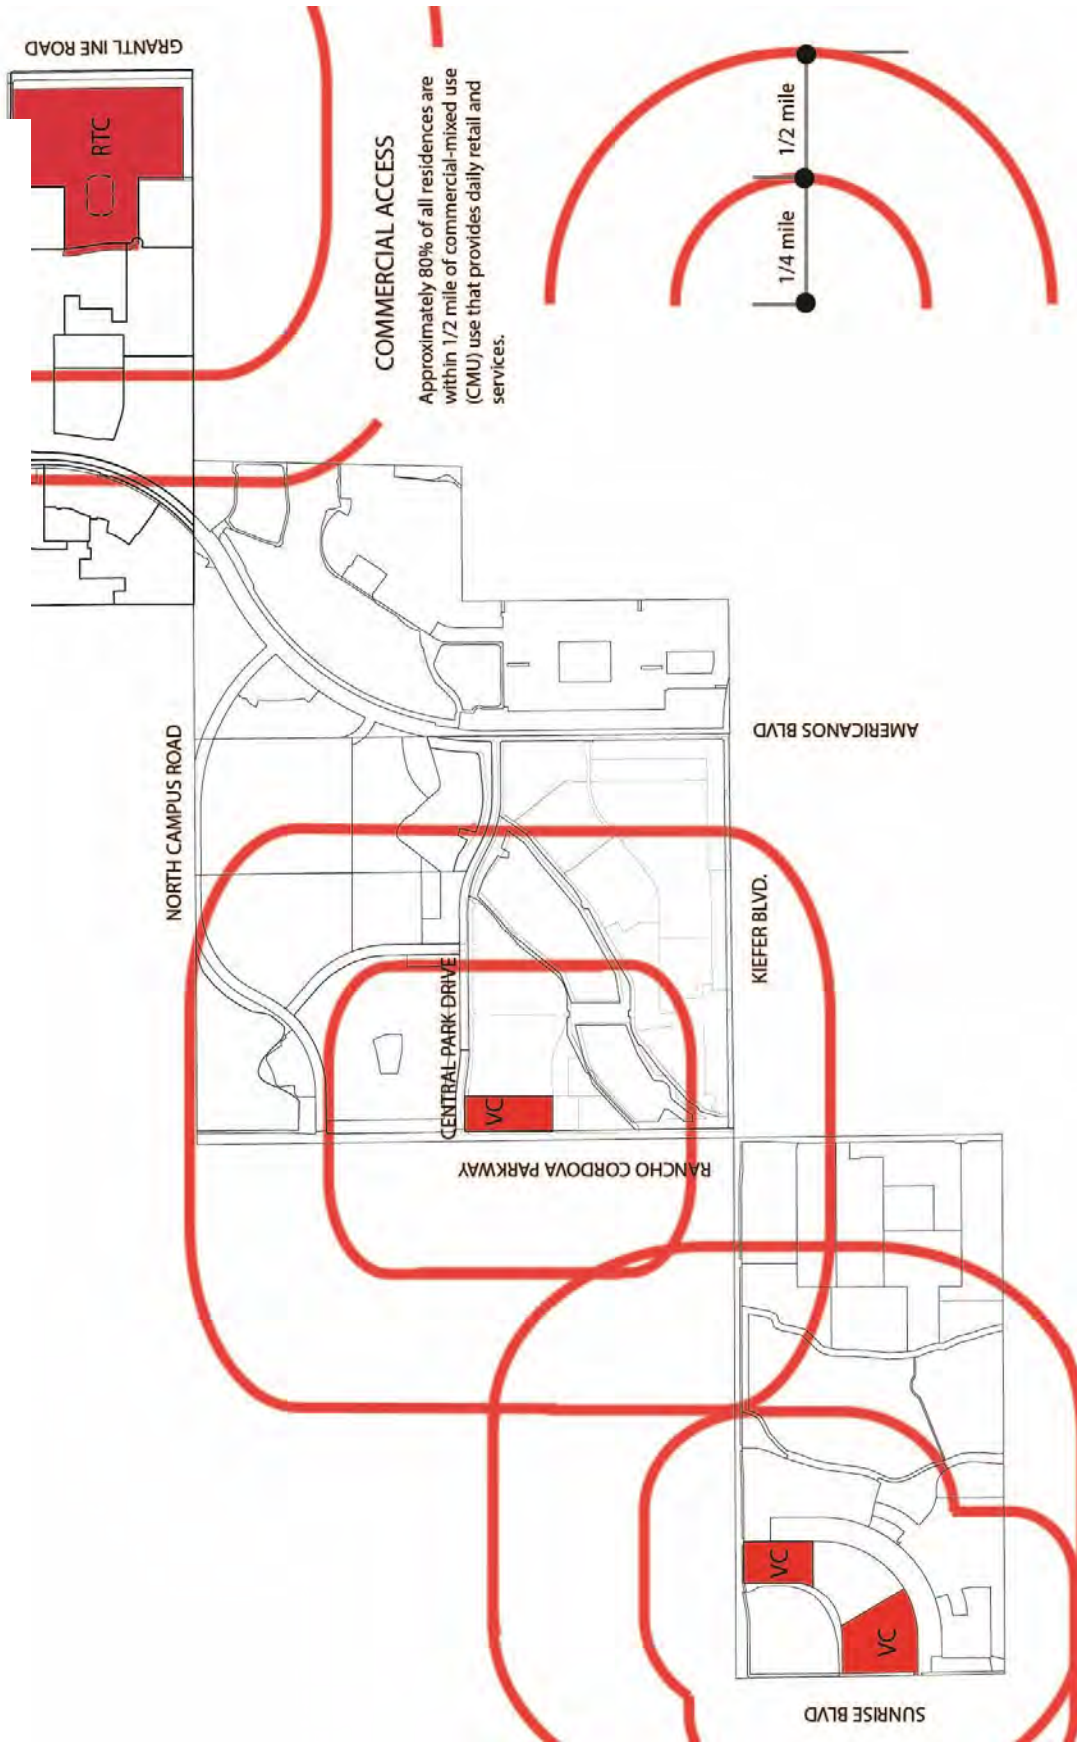 GRANTLINE ROAD
RTC
COMMERCIAL ACCESS
Approximately 80% of all residences are
within 1/2 mile of commercial-mixed use
(CMU) use that provides daily retail and
services.
1/2 mile
1/4 mile
NORTH CAMPUS ROAD
AMERICANOS BLVD
KIEFER BLVD.
CENTRAL PARK DRIVE
VC
RANCHO CORDOVA PARKWAY
VC
VC
SUNRISE BLVD